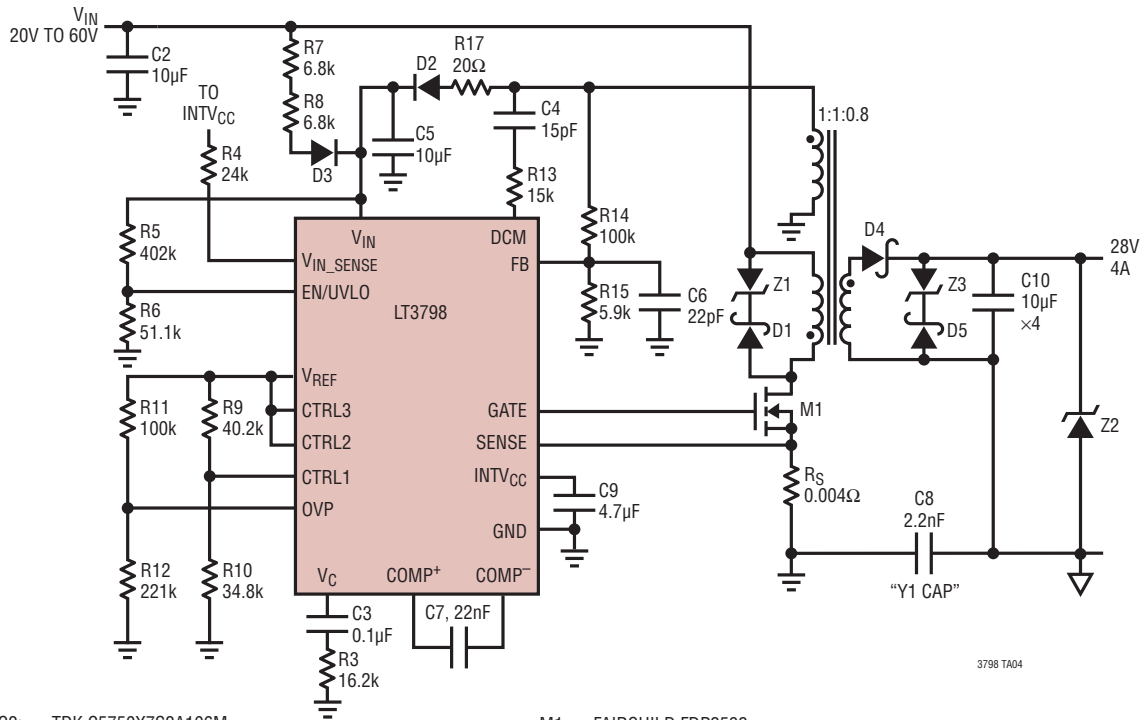 VIN
20V TO 60V
C2
10µF
R7
6.8k
R8
6.8k
D3
TO
INTVCC
R4
24k
D2
R17
20Ω
C5
10µF
C4
15pF
R13
15k
R14
100k
R15
5.9k
C6
22pF
1:1:0.8
Z1
D1
D4
Z3
D5
C10
10µF
×4
28V
4A
Z2
R5
402k
R6
51.1k
VIN
DCM
VIN_SENSE
FB
EN/UVLO
LT3798
VREF
CTRL3
GATE
CTRL2
SENSE
CTRL1
INTVCC
OVP
GND
VC
COMP+
COMP–
R11
100k
R9
40.2k
R12
221k
R10
34.8k
M1
RS
0.004Ω
C9
4.7µF
C8
2.2nF
"Y1 CAP"
C3
0.1µF
R3
16.2k
C7, 22nF
3798 TA04